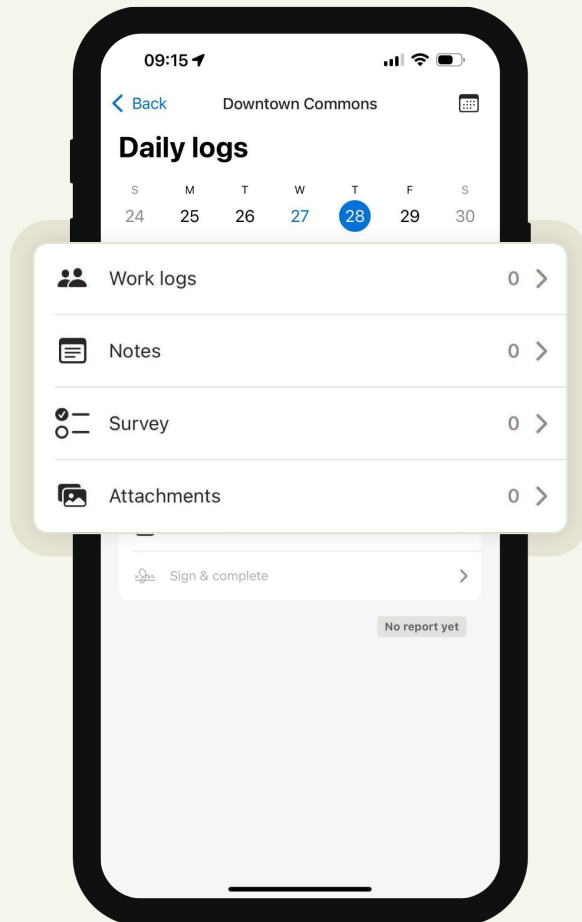 09:15
Back Downtown Commons
Daily logs
S M T W T F S
24 25 26 27 28 29 30
Work logs 0
Notes 0
Survey 0
Attachments 0
Sign & complete
No report yet